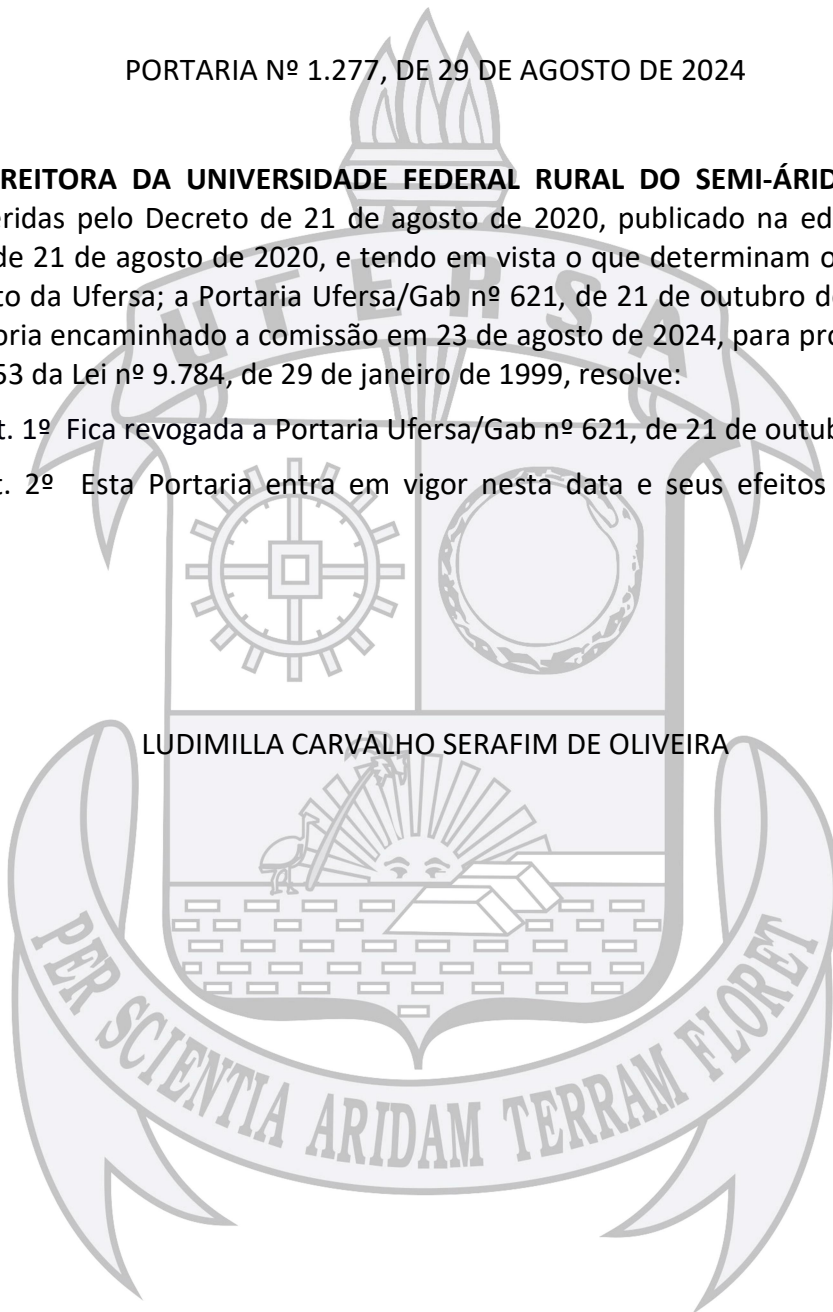 PORTARIA Nº 1.277, DE 29 DE AGOSTO DE 2024
REITORA DA UNIVERSIDADE FEDERAL RURAL DO SEMI-ÁRID
eridas pelo Decreto de 21 de agosto de 2020, publicado na ed
de 21 de agosto de 2020, e tendo em vista o que determinam o
to da Ufersa; a Portaria Ufersa/Gab nº 621, de 21 de outubro de
oria encaminhado a comissão em 23 de agosto de 2024, para pro
53 da Lei nº 9.784, de 29 de janeiro de 1999, resolve:
t. 1º Fica revogada a Portaria Ufersa/Gab nº 621, de 21 de outub
t. 2º Esta Portaria entra em vigor nesta data e seus efeitos
LUDIMILLA CARVALHO SERAFIM DE OLIVEIRA
UFERSA
PER SCIENTIA ARIDAM TERRAM FLORET